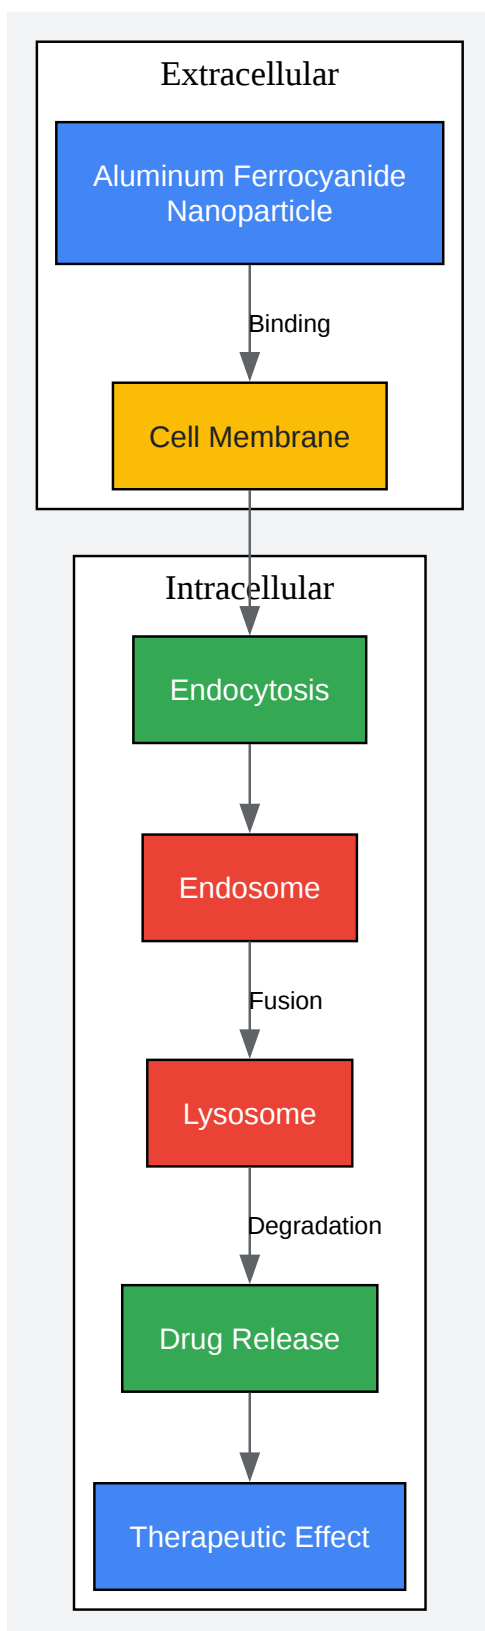 Extracellular
Aluminum Ferrocyanide
Nanoparticle
Binding
Cell Membrane
Intracellular
Endocytosis
Endosome
Fusion
Lysosome
Degradation
Drug Release
Therapeutic Effect